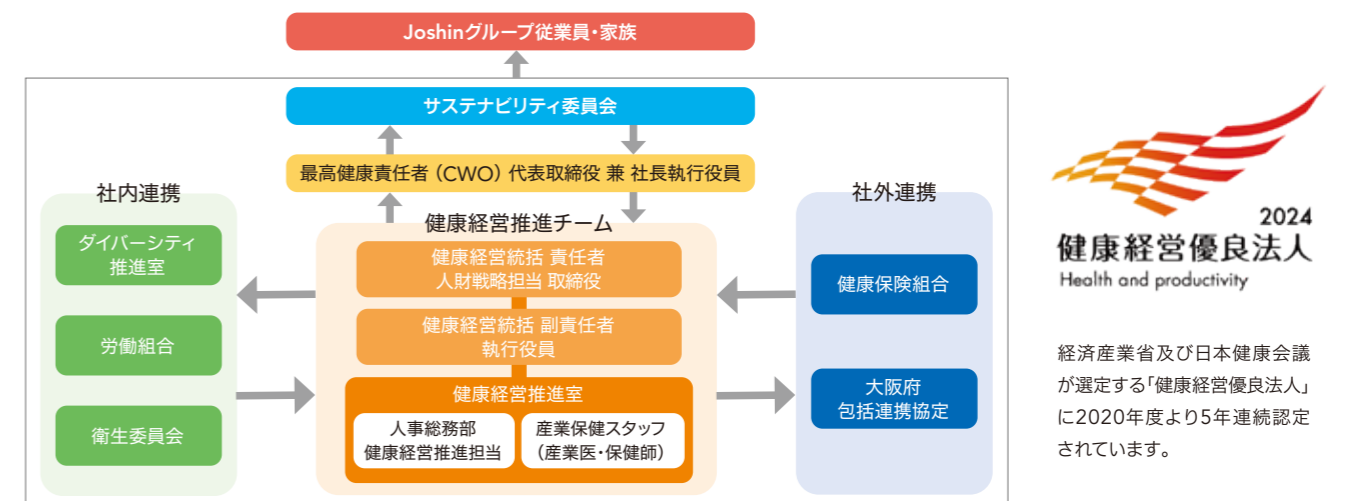 Joshinグループ従業員・家族
サステナビリティ委員会
最高健康責任者（CWO）代表取締役 兼 社長執行役員
社内連携
ダイバーシティ
推進室
労働組合
衛生委員会
健康経営推進チーム
健康経営統括 責任者
人財戦略担当 取締役
健康経営統括 副責任者
執行役員
健康経営推進室
人事総務部
健康経営推進担当
産業保健スタッフ
（産業医・保健師）
社外連携
健康保険組合
大阪府
包括連携協定
2024
健康経営優良法人
Health and productivity
経済産業省及び日本健康会議
が選定する「健康経営優良法人」
に2020年度より5年連続認定
されています。